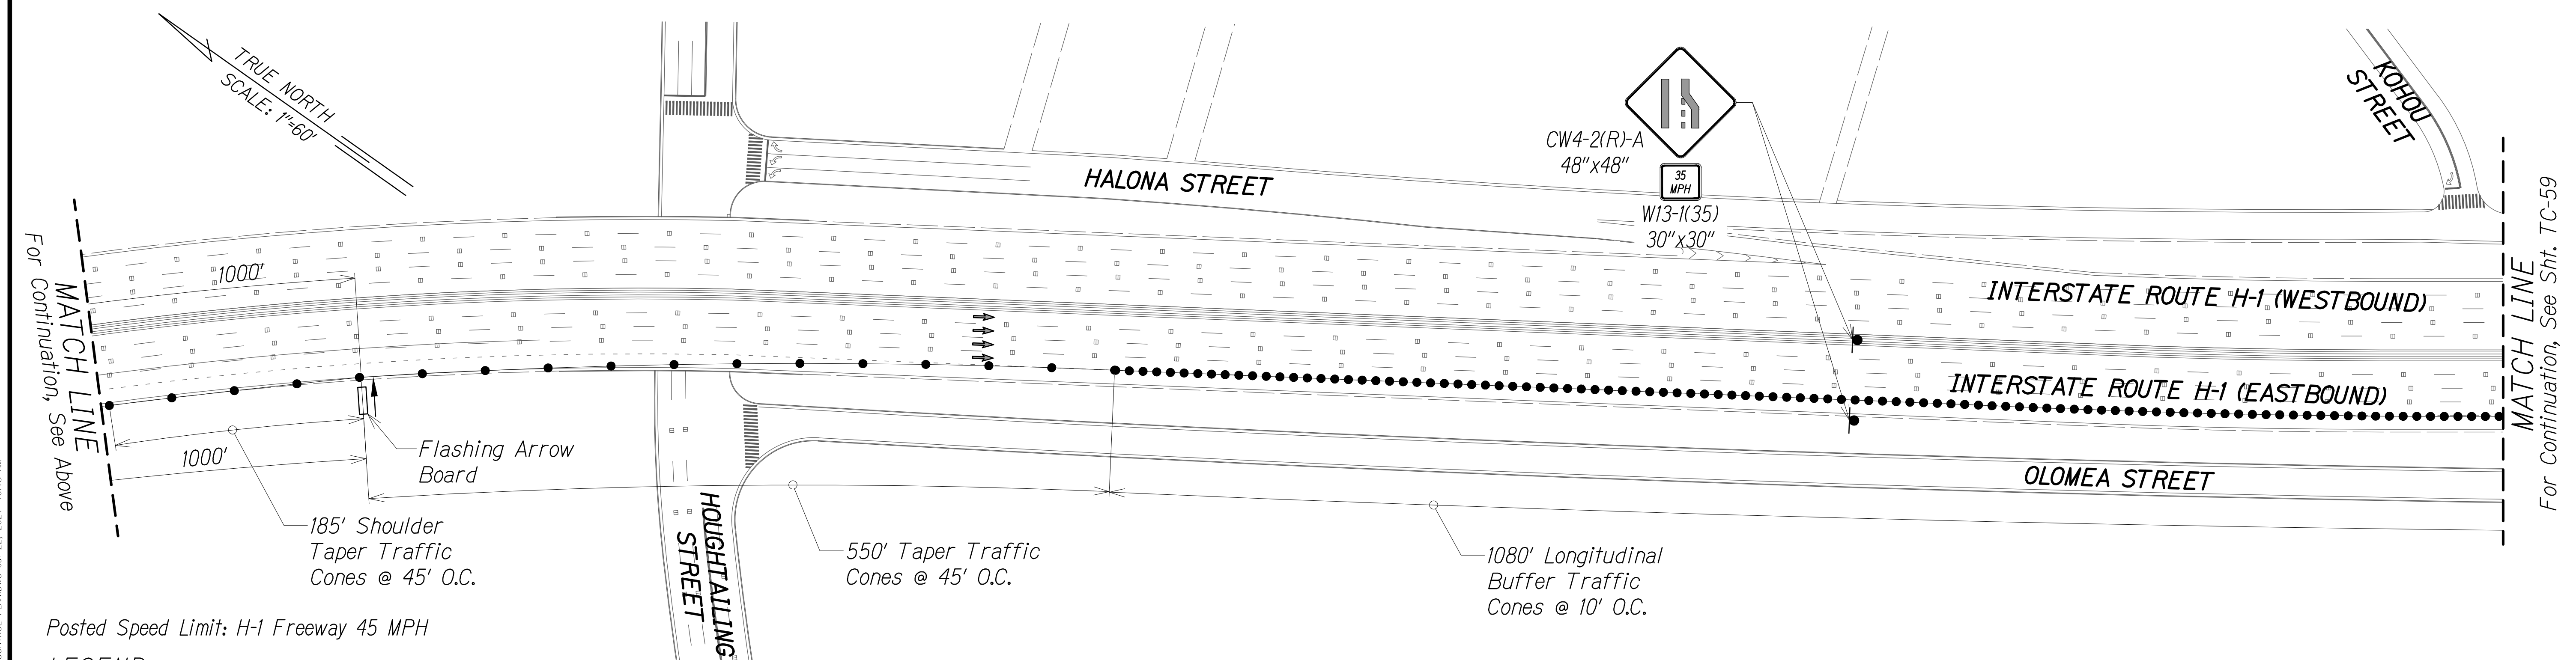 TRUE NORTH
SCALE: 1"=60'
MATCH LINE
For Continuation, See Above
1000'
1000'
185' Shoulder
Taper Traffic
Cones @ 45' O.C.
Flashing Arrow
Board
HOUGHTAILING
STREET
550' Taper Traffic
Cones @ 45' O.C.
HALONA STREET
CW4-2(R)-A
48"x48"
35
MPH
W13-1(35)
30"x30"
KOHOU
STREET
INTERSTATE ROUTE H-1 (WESTBOUND)
INTERSTATE ROUTE H-1 (EASTBOUND)
OLOMEA STREET
1080' Longitudinal
Buffer Traffic
Cones @ 10' O.C.
MATCH LINE
For Continuation, See Sht. TC-59
Posted Speed Limit: H-1 Freeway 45 MPH
LEGEND